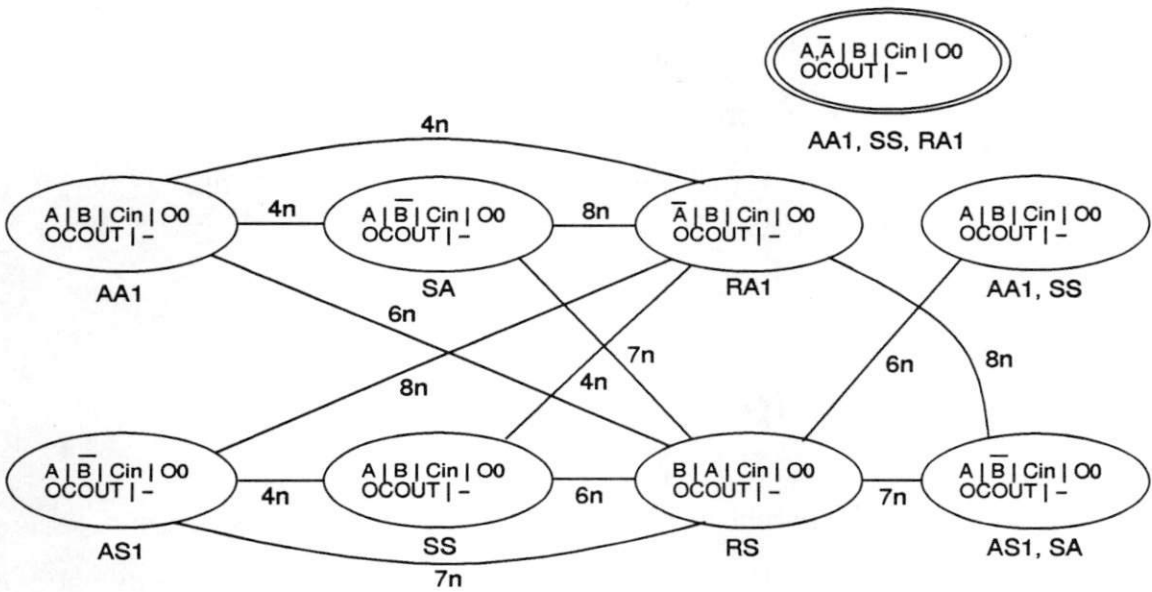 A,A̅ | B | Cin | O0
OCOUT | –
AA1, SS, RA1
4n
A | B | Cin | O0
OCOUT | –
AA1
4n
A | B̅ | Cin | O0
OCOUT | –
SA
8n
A̅ | B | Cin | O0
OCOUT | –
RA1
A | B | Cin | O0
OCOUT | –
AA1, SS
6n
8n
7n
4n
6n
8n
A | B̅ | Cin | O0
OCOUT | –
AS1
4n
A | B | Cin | O0
OCOUT | –
SS
6n
B | A | Cin | O0
OCOUT | –
RS
7n
A | B̅ | Cin | O0
OCOUT | –
AS1, SA
7n